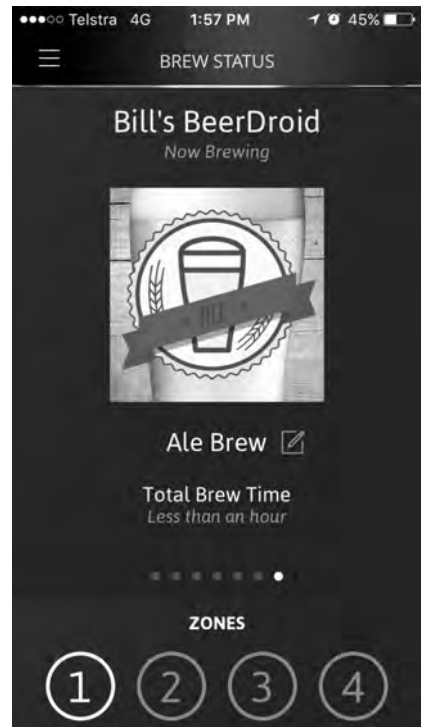 Telstra 4G 1:57 PM 45%
BREW STATUS
Bill's BeerDroid
Now Brewing
ALE
Ale Brew
Total Brew Time
Less than an hour
ZONES
1 2 3 4